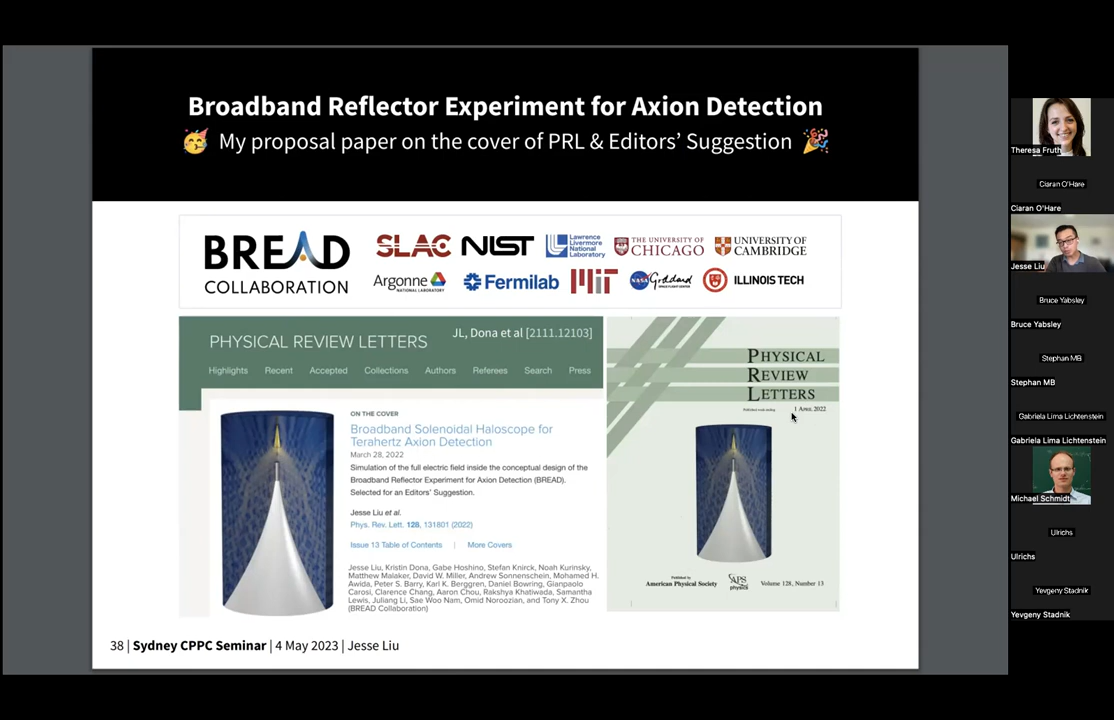 Broadband Reflector Experiment for Axion Detection
🥳 My proposal paper on the cover of PRL & Editors’ Suggestion 🎉
BREAD
COLLABORATION
SLAC
NIST
Lawrence
Livermore
National
Laboratory
THE UNIVERSITY OF
CHICAGO
UNIVERSITY OF
CAMBRIDGE
Argonne
NATIONAL LABORATORY
Fermilab
MIT
NASA
Goddard
SPACE FLIGHT CENTER
ILLINOIS TECH
PHYSICAL REVIEW LETTERS
JL, Dona et al [2111.12103]
Highlights Recent Accepted Collections Authors Referees Search Press
ON THE COVER
Broadband Solenoidal Haloscope for
Terahertz Axion Detection
March 28, 2022
Simulation of the full electric field inside the conceptual design of the
Broadband Reflector Experiment for Axion Detection (BREAD).
Selected for an Editors' Suggestion.
Jesse Liu et al.
Phys. Rev. Lett. 128, 131801 (2022)
Issue 13 Table of Contents | More Covers
Jesse Liu, Kristin Dona, Gabe Hoshino, Stefan Knirck, Noah Kurinsky,
Matthew Malaker, David W. Miller, Andrew Sonnenschein, Mohamed H.
Awida, Peter S. Barry, Karl K. Berggren, Daniel Bowring, Gianpaolo
Carosi, Clarence Chang, Aaron Chou, Rakshya Khatiwada, Samantha
Lewis, Juliang Li, Sae Woo Nam, Omid Noroozian, and Tony X. Zhou
(BREAD Collaboration)
PHYSICAL
REVIEW
LETTERS
Published week ending 1 APRIL 2022
Published by
American Physical Society
APS
physics
Volume 128, Number 13
38 | Sydney CPPC Seminar | 4 May 2023 | Jesse Liu
Theresa Fruth
Ciaran O'Hare
Ciaran O'Hare
Jesse Liu
Bruce Yabsley
Bruce Yabsley
Stephan MB
Stephan MB
Gabriela Lima Lichtenstein
Gabriela Lima Lichtenstein
Michael Schmidt
Ulrichs
Ulrichs
Yevgeny Stadnik
Yevgeny Stadnik